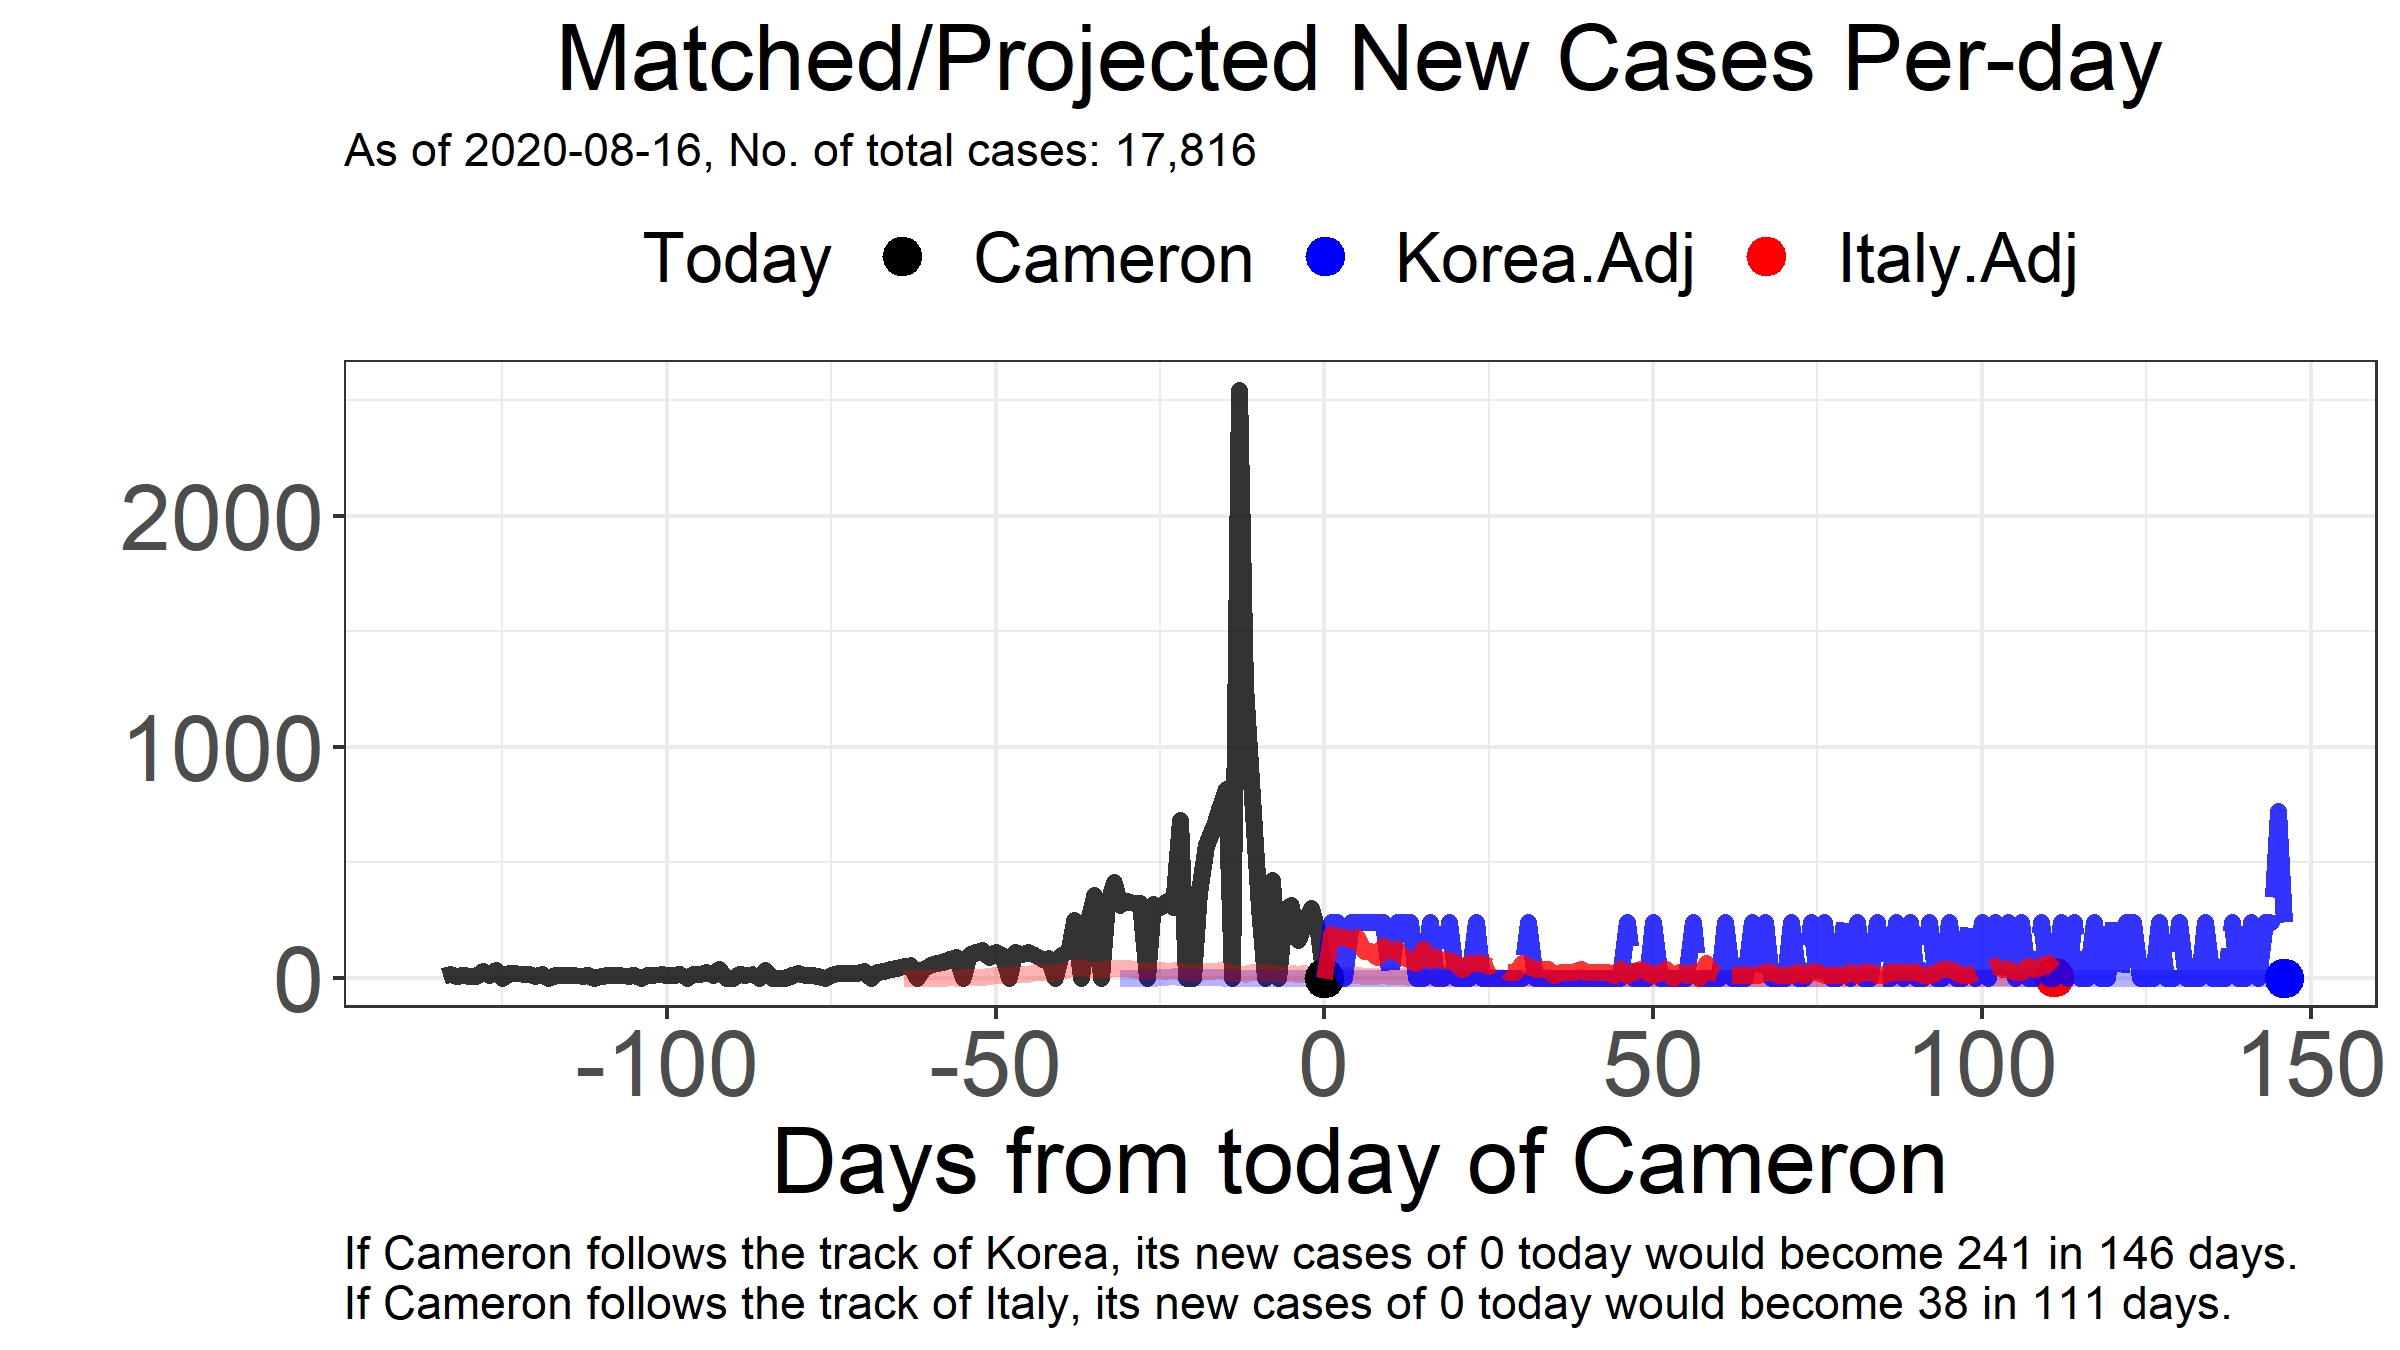 Matched/Projected New Cases Per-day
As of 2020-08-16, No. of total cases: 17,816
Today Cameron Korea.Adj Italy.Adj
2000
1000
0
-100 -50 0 50 100 150
Days from today of Cameron
If Cameron follows the track of Korea, its new cases of 0 today would become 241 in 146 days.
If Cameron follows the track of Italy, its new cases of 0 today would become 38 in 111 days.